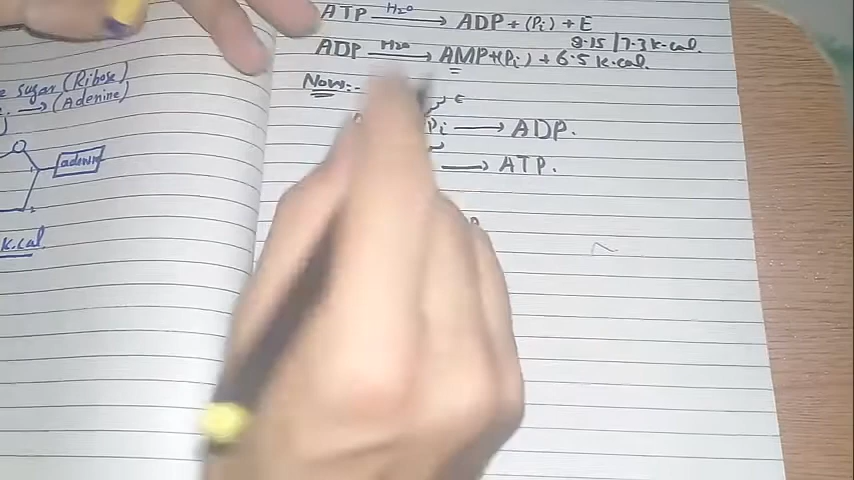 e sugar (Ribose)
→ (Adenine)
adenin
k.cal
ATP —H₂O→ ADP + (Pi) + E
8.15 / 7.3 k-cal.
ADP —H₂O→ AMP + (Pi) + 6.5 k.cal.
Now:-
E
Pi → ADP.
→ ATP.